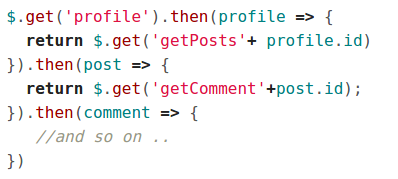 $.get('profile').then(profile => {
  return $.get('getPosts'+ profile.id)
}).then(post => {
  return $.get('getComment'+post.id);
}).then(comment => {
   //and so on ..
})